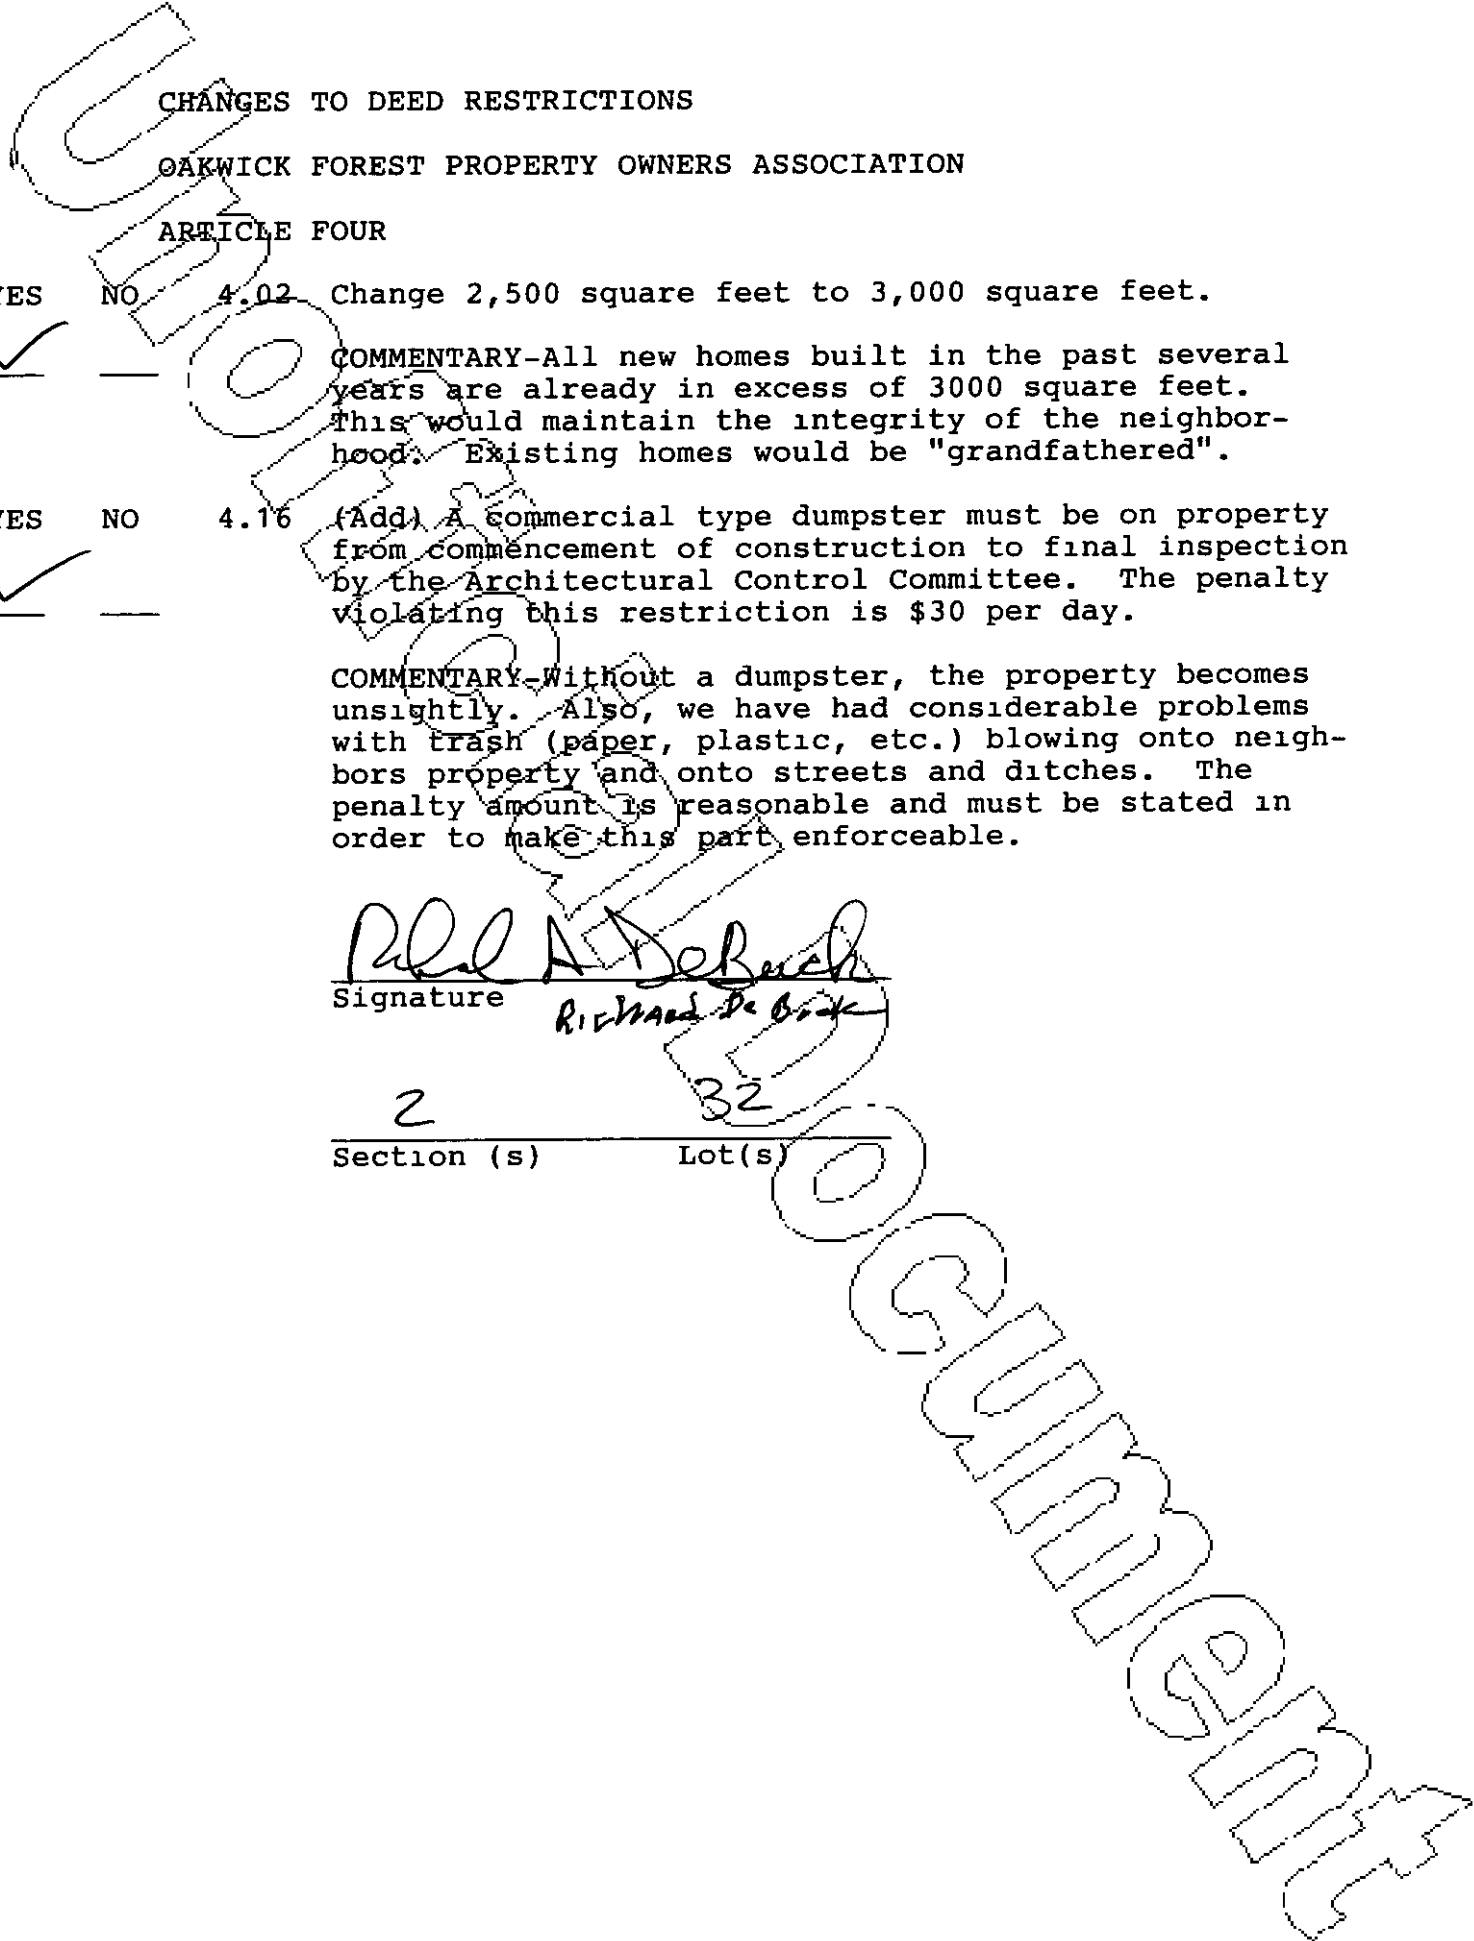 CHANGES TO DEED RESTRICTIONS
OAKWICK FOREST PROPERTY OWNERS ASSOCIATION
ARTICLE FOUR
YES NO 4.02 Change 2,500 square feet to 3,000 square feet.
COMMENTARY-All new homes built in the past several
years are already in excess of 3000 square feet.
This would maintain the integrity of the neighbor-
hood. Existing homes would be "grandfathered".
YES NO 4.16 (Add) A commercial type dumpster must be on property
from commencement of construction to final inspection
by the Architectural Control Committee. The penalty
violating this restriction is $30 per day.
COMMENTARY-Without a dumpster, the property becomes
unsightly. Also, we have had considerable problems
with trash (paper, plastic, etc.) blowing onto neigh-
bors property and onto streets and ditches. The
penalty amount is reasonable and must be stated in
order to make this part enforceable.
Signature
Richard De
2 32
Section (s) Lot(s)
Unofficial Document